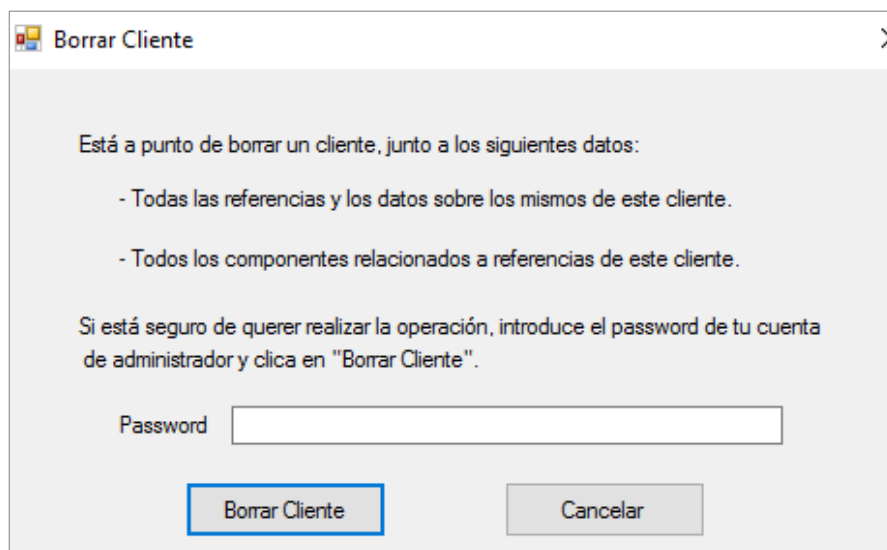 Borrar Cliente
Está a punto de borrar un cliente, junto a los siguientes datos:
- Todas las referencias y los datos sobre los mismos de este cliente.
- Todos los componentes relacionados a referencias de este cliente.
Si está seguro de querer realizar la operación, introduce el password de tu cuenta
de administrador y clica en "Borrar Cliente".
Password
Borrar Cliente Cancelar